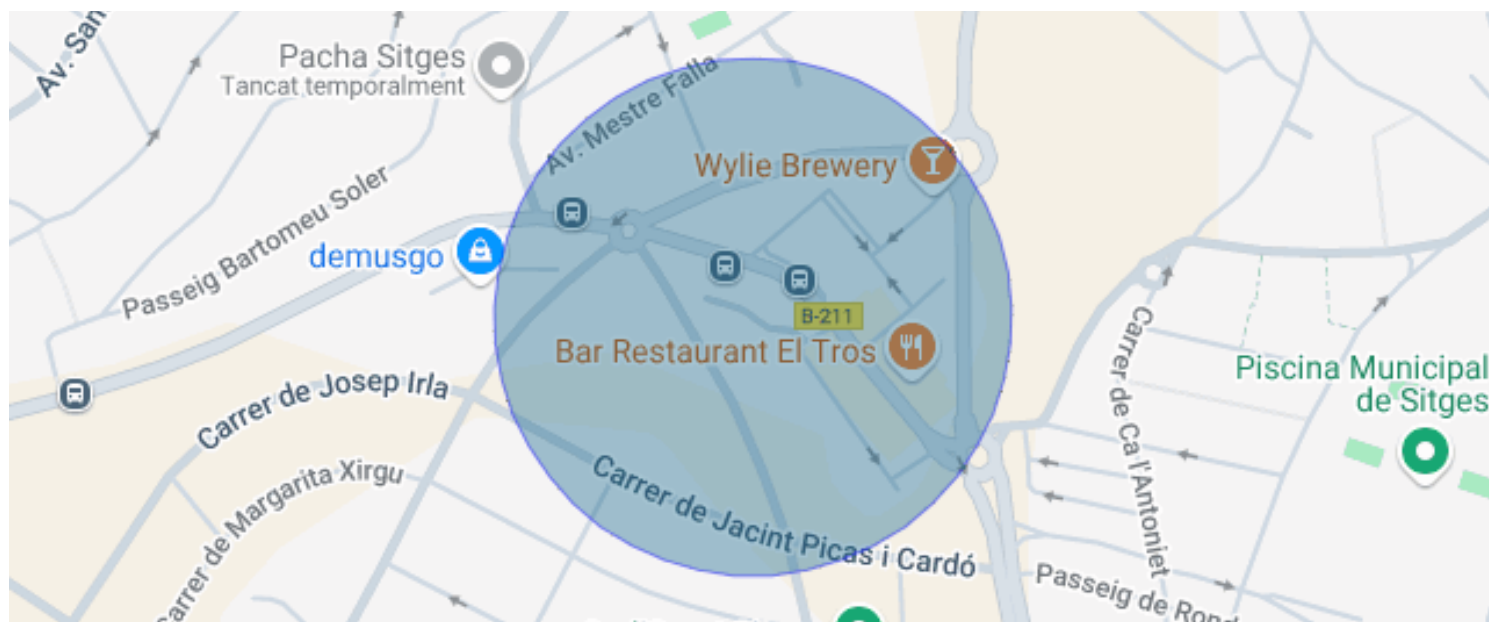 Av. San
Pacha Sitges
Tancat temporalment
Av. Mestre Falla
Wylie Brewery
Passeig Bartomeu Soler
demusgo
B-211
Bar Restaurant El Tros
Piscina Municipal
de Sitges
Carrer de Josep Irla
Carrer de Margarita Xirgu
Carrer de Jacint Picas i Cardó
Carrer de Ca l'Antoniet
Passeig de Rond